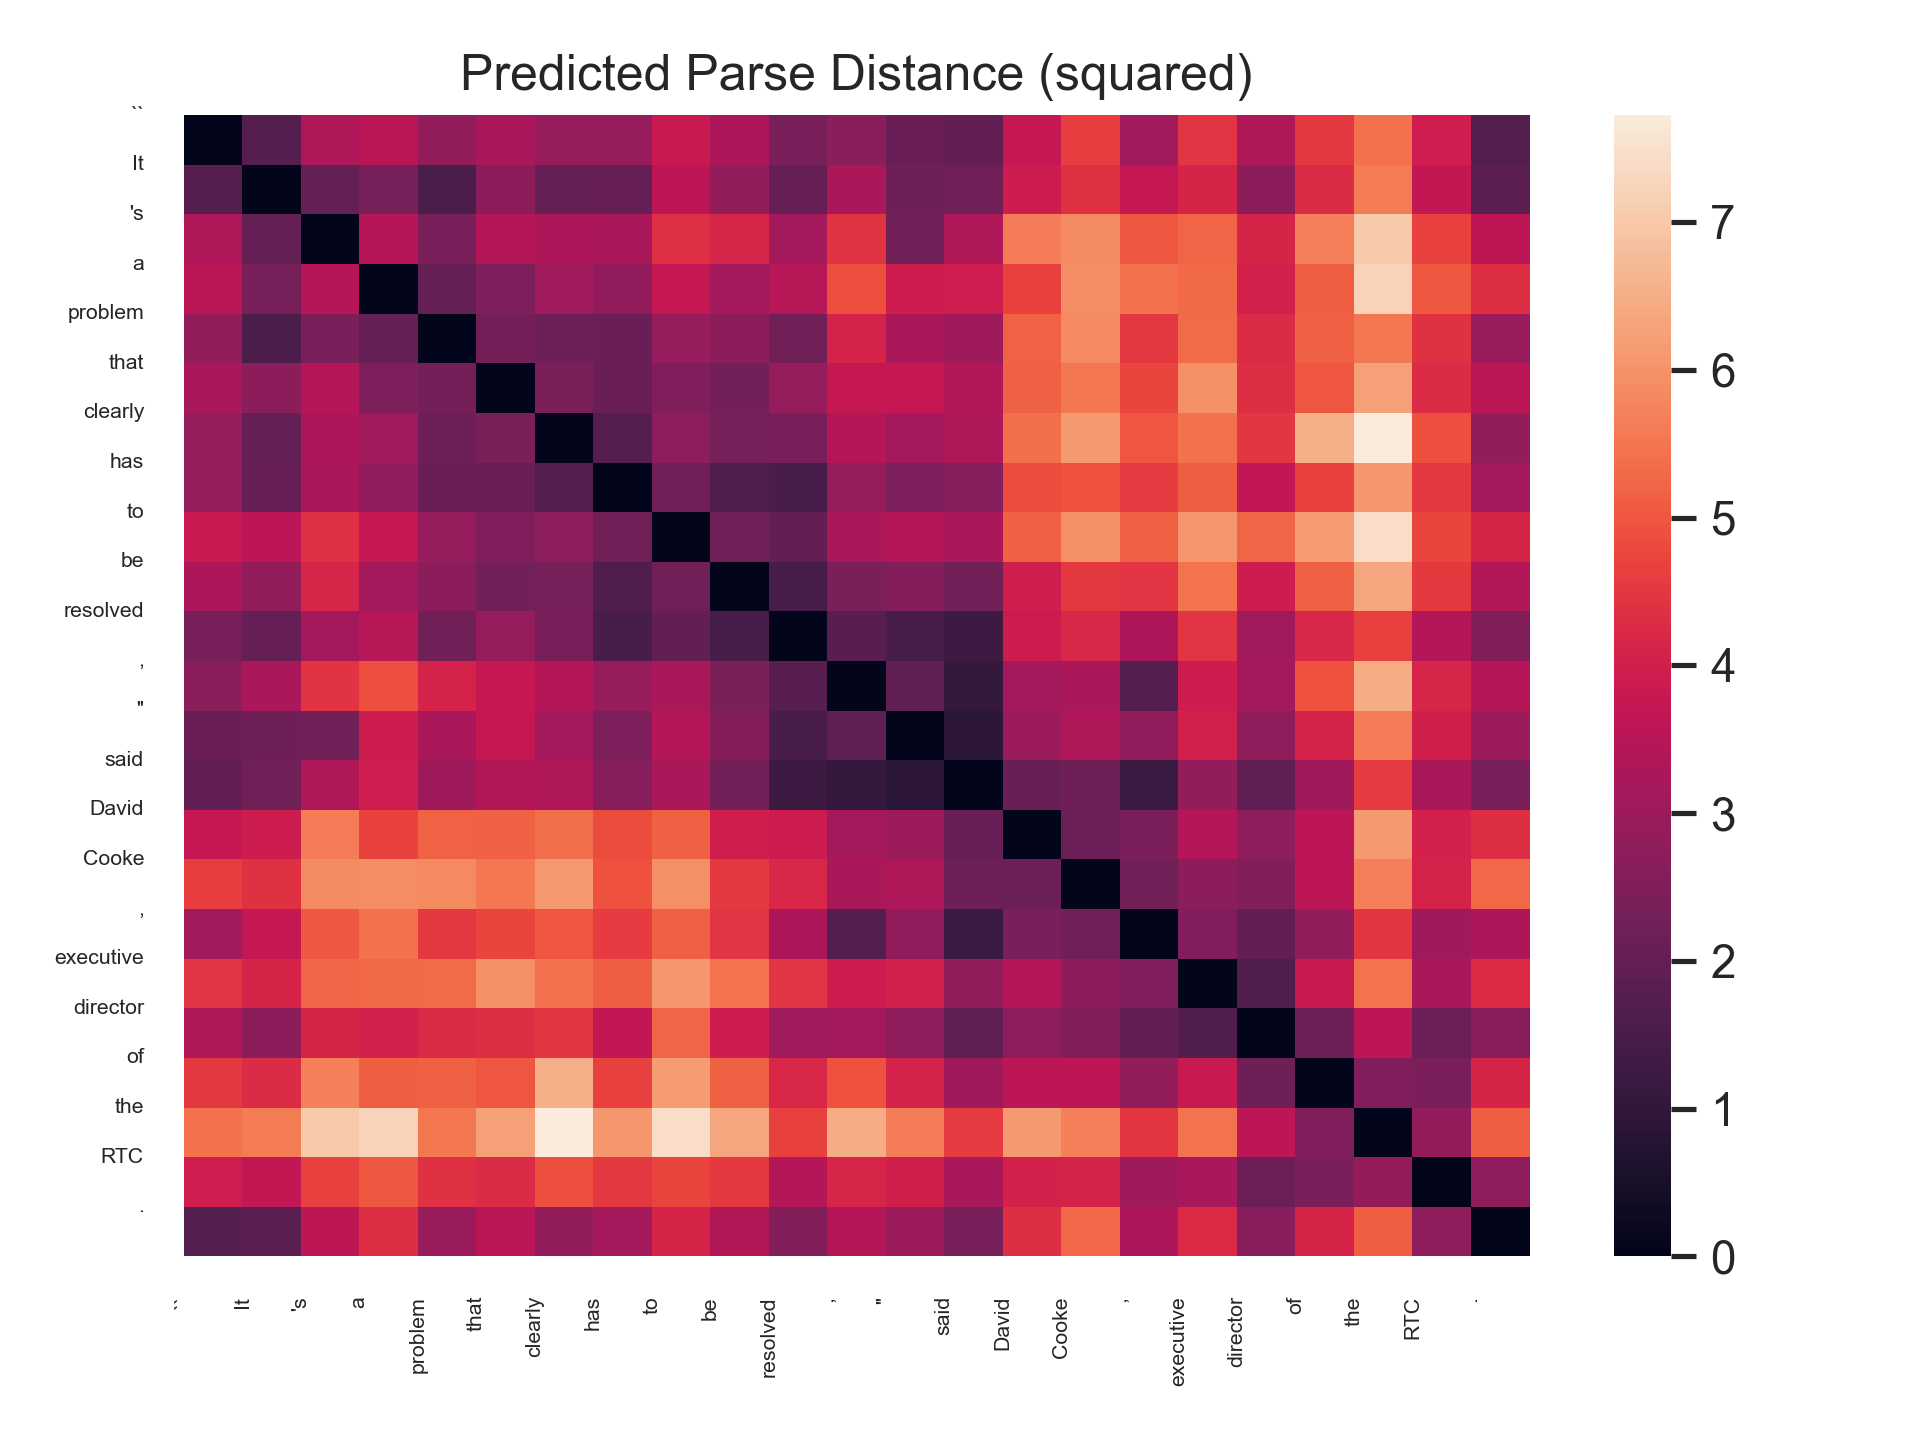 Predicted Parse Distance (squared)
``
It
's
a
problem
that
clearly
has
to
be
resolved
,
''
said
David
Cooke
,
executive
director
of
the
RTC
.
7
6
5
4
3
2
1
0
``
It
's
a
problem
that
clearly
has
to
be
resolved
,
''
said
David
Cooke
,
executive
director
of
the
RTC
.